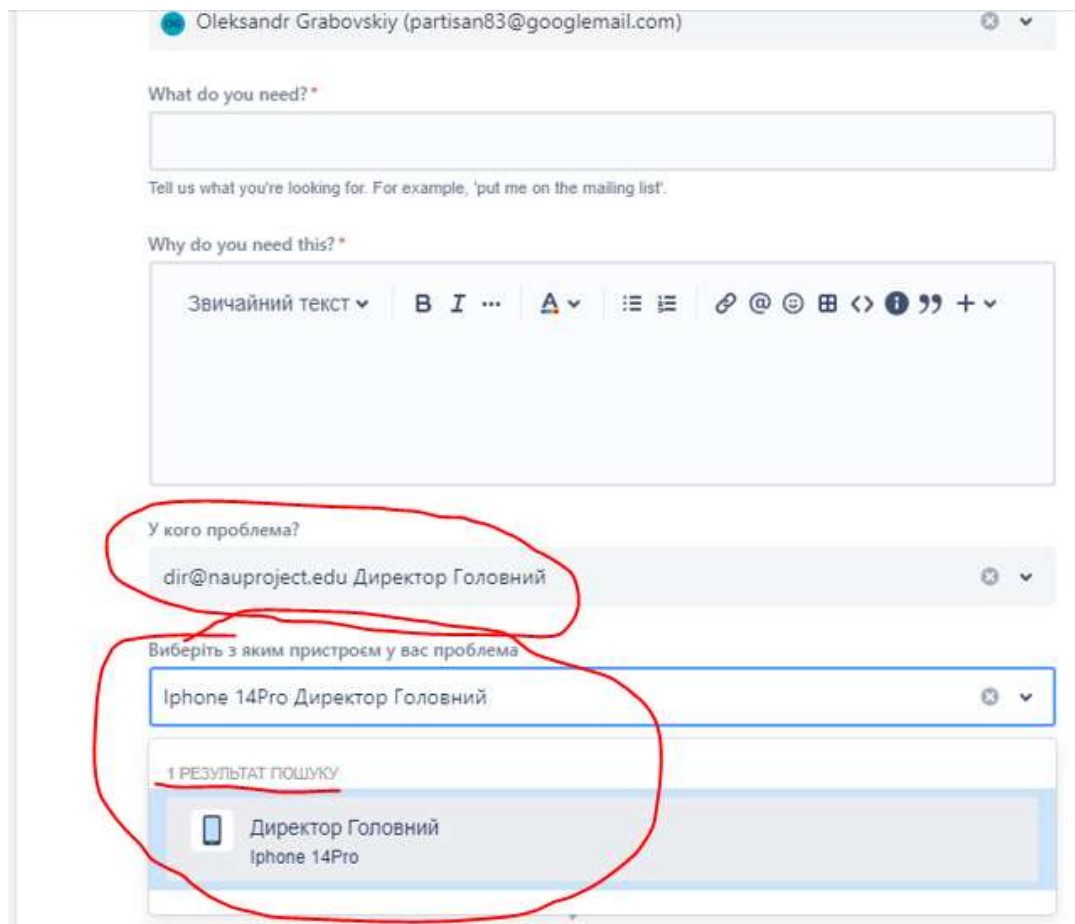 OG Oleksandr Grabovskiy (partisan83@googlemail.com)
What do you need?*
Tell us what you're looking for. For example, 'put me on the mailing list'.
Why do you need this?*
Звичайний текст B I ... A @ <> i ” +
У кого проблема?
dir@nauproject.edu Директор Головний
Виберіть з яким пристроєм у вас проблема
Iphone 14Pro Директор Головний
1 РЕЗУЛЬТАТ ПОШУКУ
Директор Головний
Iphone 14Pro